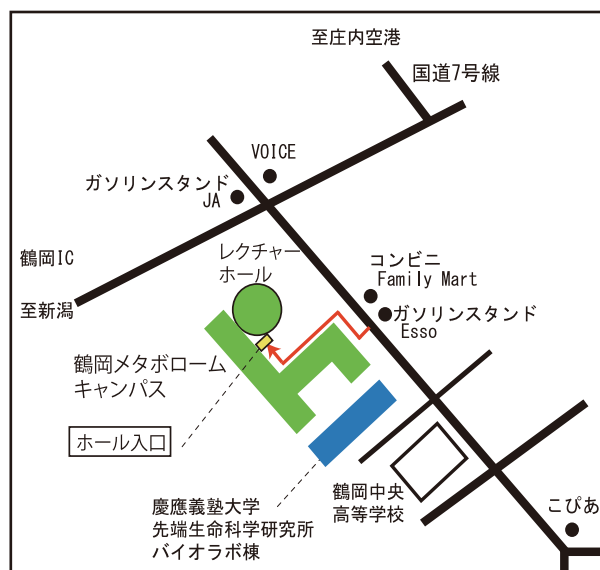 至庄内空港
国道7号線
VOICE
ガソリンスタンド
JA
鶴岡IC
至新潟
レクチャー
ホール
コンビニ
Family Mart
ガソリンスタンド
Esso
鶴岡メタボローム
キャンパス
ホール入口
慶應義塾大学
先端生命科学研究所
バイオラボ棟
鶴岡中央
高等学校
こぴあ